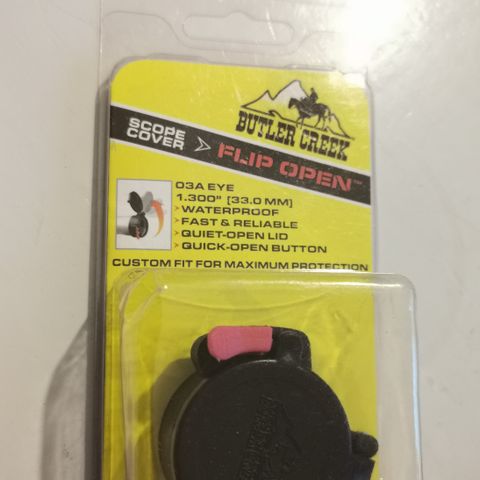 BUTLER CREEK
SCOPE
COVER > FLIP OPEN™
03A EYE
1.300" (33.0 MM)
WATERPROOF
FAST & RELIABLE
QUIET-OPEN LID
QUICK-OPEN BUTTON
CUSTOM FIT FOR MAXIMUM PROTECTION